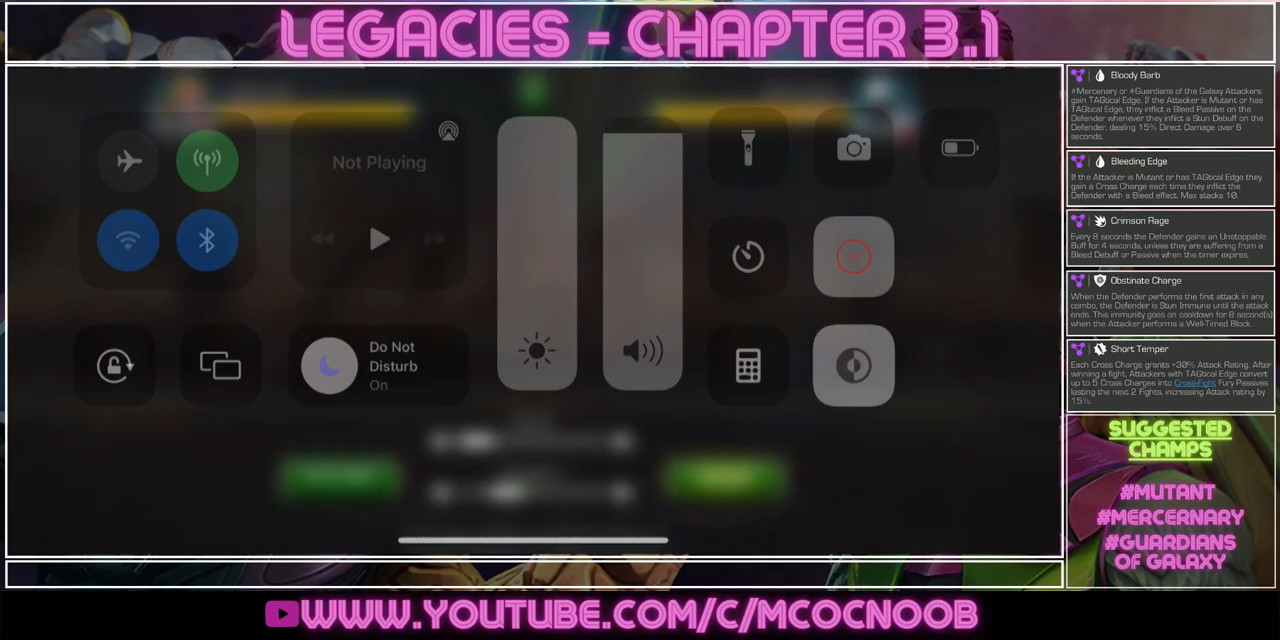 LEGACIES - CHAPTER 3.1
Not Playing
Do Not
Disturb
On
Bloody Barb
#Mercenary or #Guardians of the Galaxy Attackers
gain TAGtical Edge. If the Attacker is Mutant or has
TAGtical Edge, they inflict a Bleed Passive on the
Defender whenever they inflict a Stun Debuff on the
Defender, dealing 15% Direct Damage over 6
seconds.
Bleeding Edge
If the Attacker is Mutant or has TAGtical Edge they
gain a Cross Charge each time they inflict the
Defender with a Bleed effect. Max stacks 10.
Crimson Rage
Every 8 seconds the Defender gains an Unstoppable
Buff for 4 seconds, unless they are suffering from a
Bleed Debuff or Passive when the timer expires.
Obstinate Charge
When the Defender performs the first attack in any
combo, the Defender is Stun Immune until the attack
ends. This immunity goes on cooldown for 8 second(s)
when the Attacker performs a Well-Timed Block.
Short Temper
Each Cross Charge grants +30% Attack Rating. After
winning a fight, Attackers with TAGtical Edge convert
up to 5 Cross Charges into Cross-Fight Fury Passives
lasting the next 2 Fights, increasing Attack rating by
15%.
SUGGESTED
CHAMPS
#MUTANT
#MERCERNARY
#GUARDIANS
OF GALAXY
WWW.YOUTUBE.COM/C/MCOCNOOB